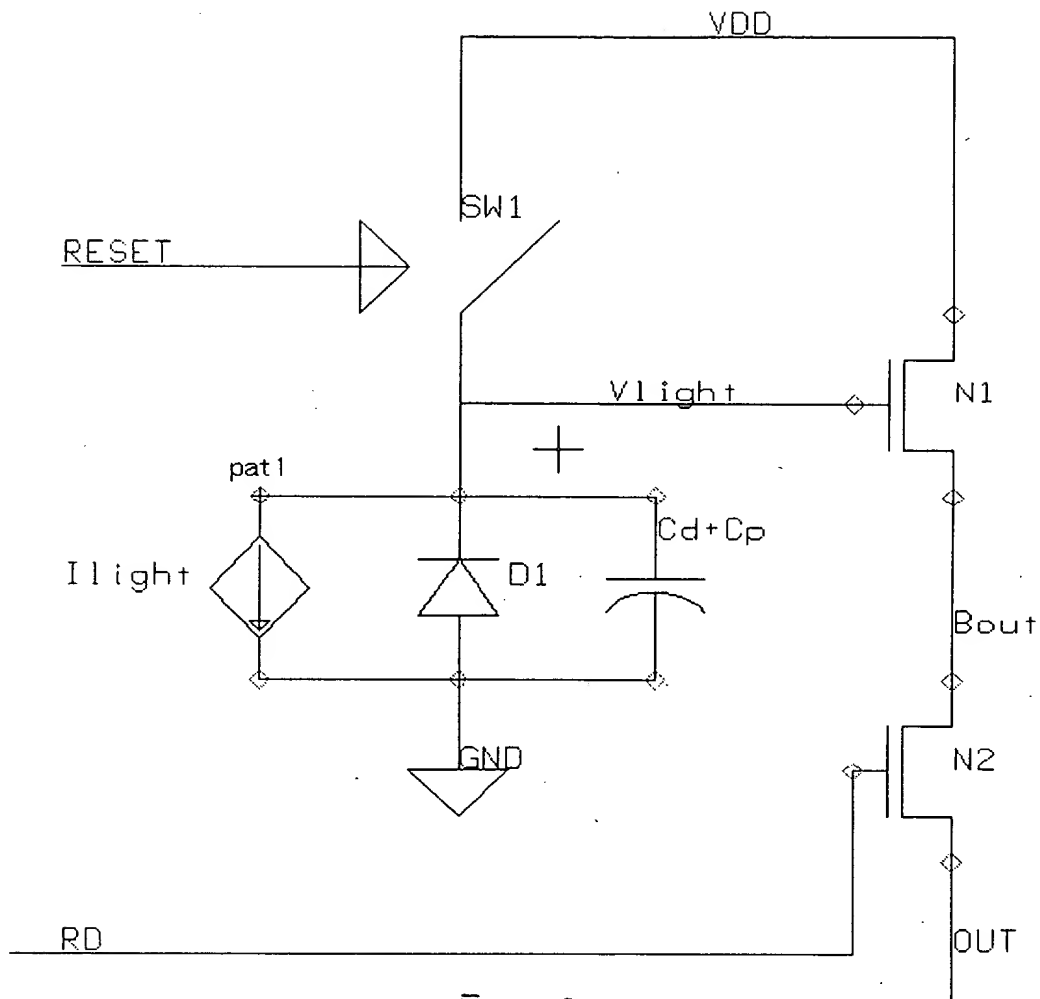 VDD
SW1
RESET
Vlight
N1
pat1
Cd+Cp
Ilight
D1
Bout
GND
N2
RD
OUT